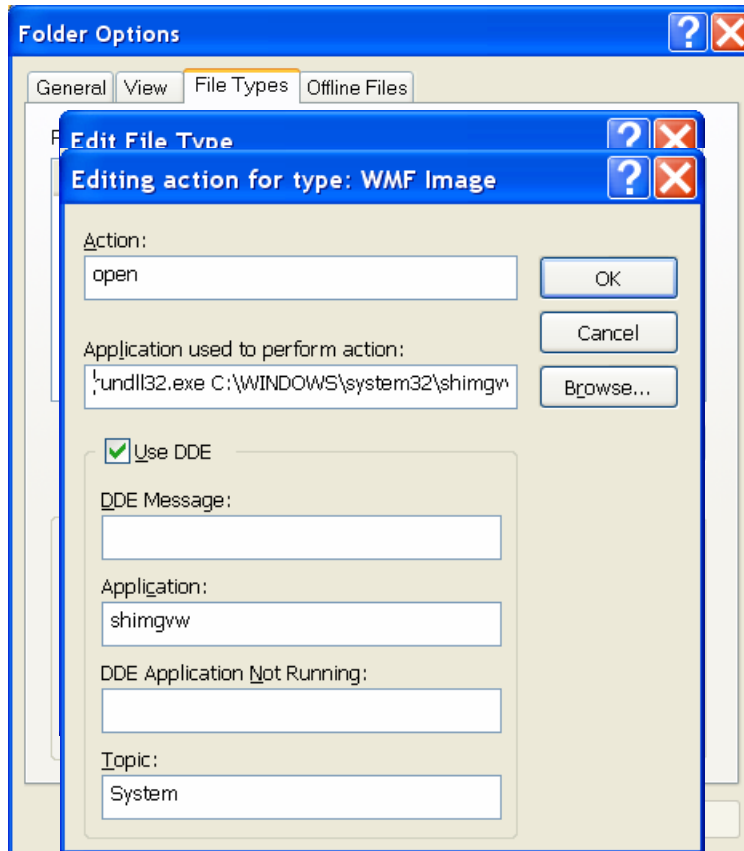 Folder Options
General View File Types Offline Files
Edit File Type
Editing action for type: WMF Image
Action:
open
OK
Cancel
Application used to perform action:
rundll32.exe C:\WINDOWS\system32\shimgv
Browse...
Use DDE
DDE Message:
Application:
shimgvw
DDE Application Not Running:
Topic:
System